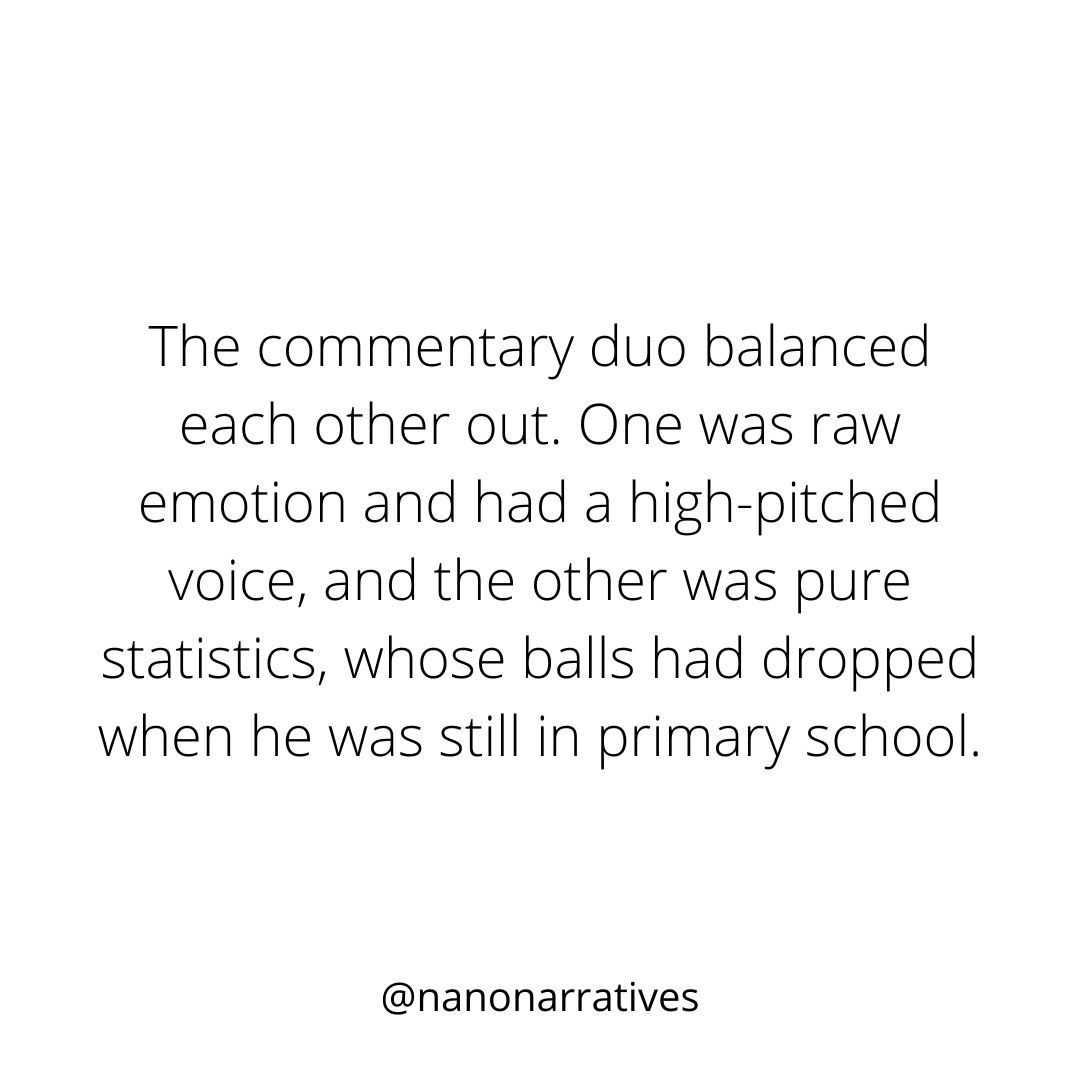 The commentary duo balanced
each other out. One was raw
emotion and had a high-pitched
voice, and the other was pure
statistics, whose balls had dropped
when he was still in primary school.
@nanonarratives